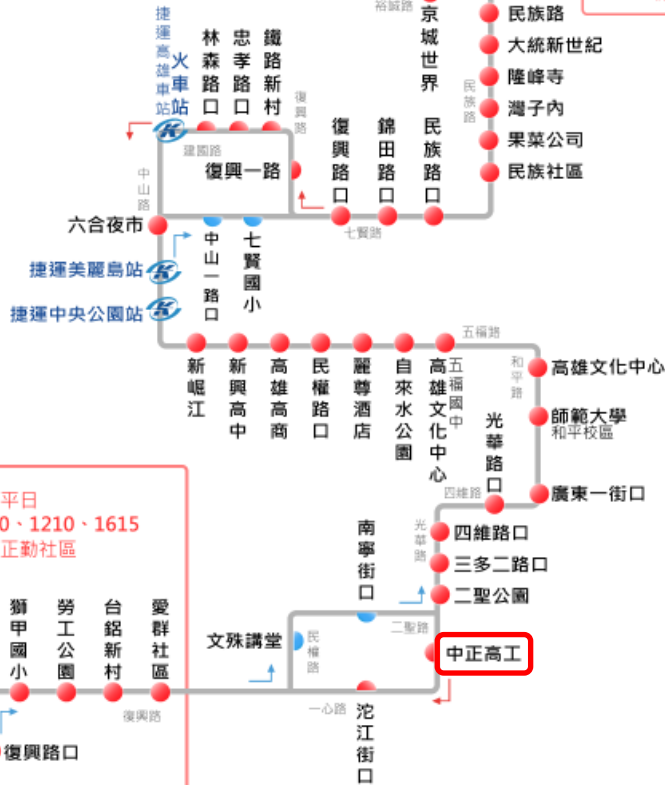 裕誠路
京城世界
民族路
大統新世紀
隆峰寺
灣子內
果菜公司
民族社區
民族路
捷運高雄車站
火車站
林森路口
忠孝路口
鐵路新村
復興路
建國路
復興一路
中山路
復興路口
錦田路口
民族路口
七賢路
六合夜市
中山一路口
七賢國小
捷運美麗島站
捷運中央公園站
五福路
新崛江
新興高中
高雄高商
民權路口
麗尊酒店
自來水公園
高雄文化中心
五福國中
和平路
高雄文化中心
師範大學
和平校區
廣東一街口
光華路口
四維路
光華路
四維路口
三多二路口
二聖公園
南寧街口
二聖路
中正高工
文殊講堂
民權路
一心路
沱江街口
平日
0、1210、1615
正勤社區
獅甲國小
勞工公園
台鋁新村
愛群社區
復興路
復興路口